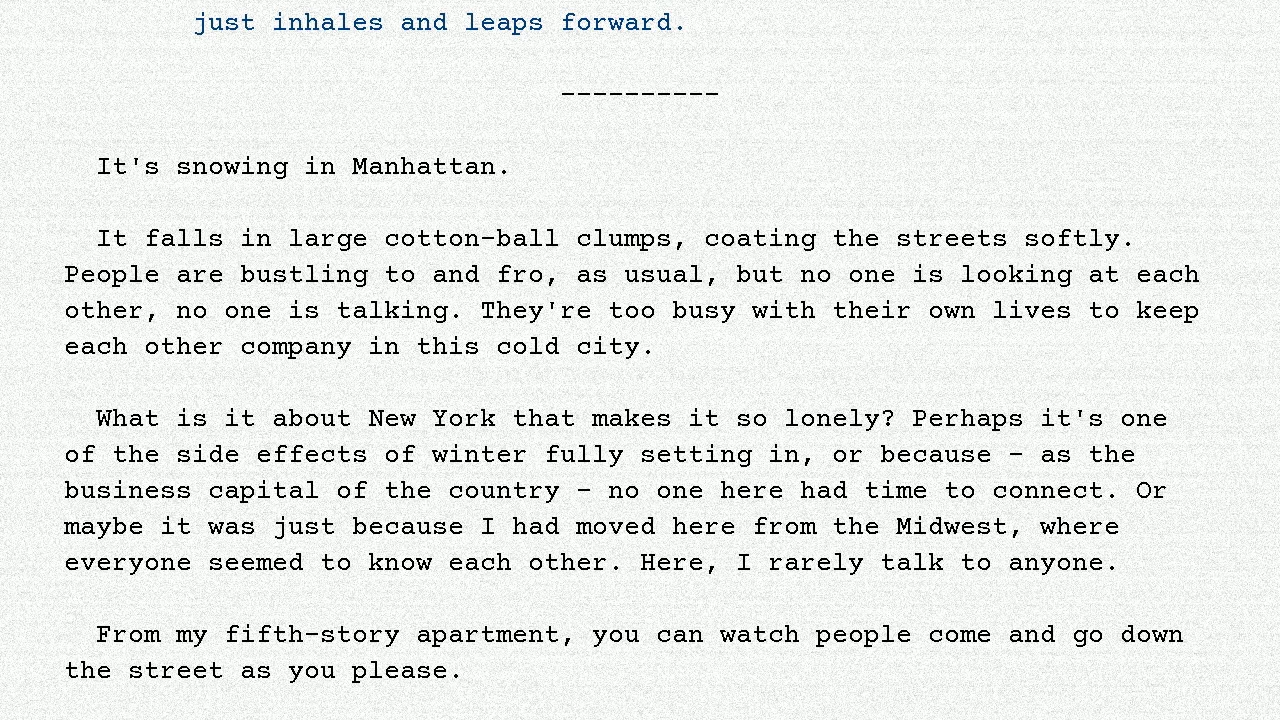 just inhales and leaps forward.
----------
It's snowing in Manhattan.
It falls in large cotton-ball clumps, coating the streets softly.
People are bustling to and fro, as usual, but no one is looking at each
other, no one is talking. They're too busy with their own lives to keep
each other company in this cold city.
What is it about New York that makes it so lonely? Perhaps it's one
of the side effects of winter fully setting in, or because - as the
business capital of the country - no one here had time to connect. Or
maybe it was just because I had moved here from the Midwest, where
everyone seemed to know each other. Here, I rarely talk to anyone.
From my fifth-story apartment, you can watch people come and go down
the street as you please.